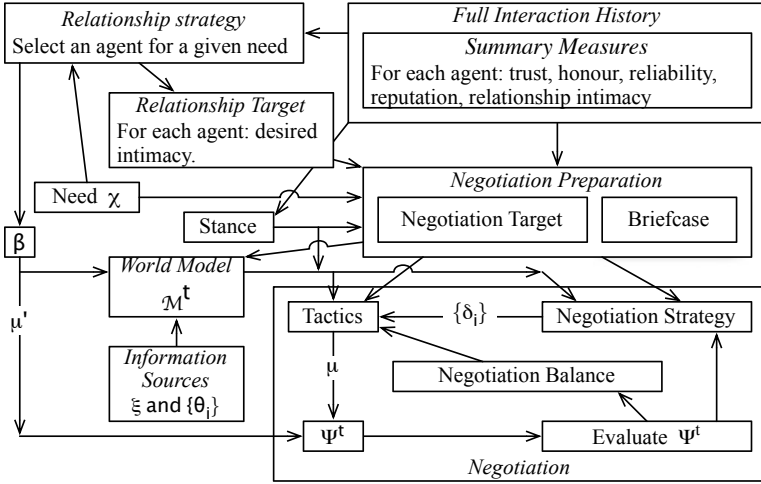 Relationship strategy
Select an agent for a given need
Full Interaction History
Summary Measures
For each agent: trust, honour, reliability,
reputation, relationship intimacy
Relationship Target
For each agent: desired
intimacy.
Need χ
Stance
Negotiation Preparation
Negotiation Target
Briefcase
β
World Model
ℳᵗ
μ'
Information
Sources
ξ and {θᵢ}
Tactics
{δᵢ}
Negotiation Strategy
μ
Negotiation Balance
Ψᵗ
Evaluate Ψᵗ
Negotiation